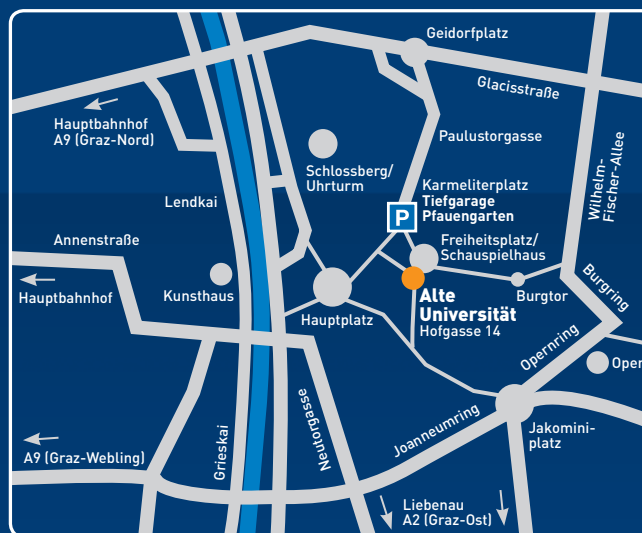 Geidorfplatz
Glacisstraße
Hauptbahnhof
A9 (Graz-Nord)
Paulustorgasse
Schlossberg/
Uhrturm
Karmeliterplatz
Tiefgarage
Pfauengarten
P
Wilhelm-
Fischer-Allee
Lendkai
Annenstraße
Freiheitsplatz/
Schauspielhaus
Hauptbahnhof
Kunsthaus
Burgtor
Burgring
Alte
Universität
Hofgasse 14
Hauptplatz
Opernring
Oper
Neutorgasse
Joanneumring
Jakomini-
platz
Grieskai
A9 (Graz-Webling)
Liebenau
A2 (Graz-Ost)